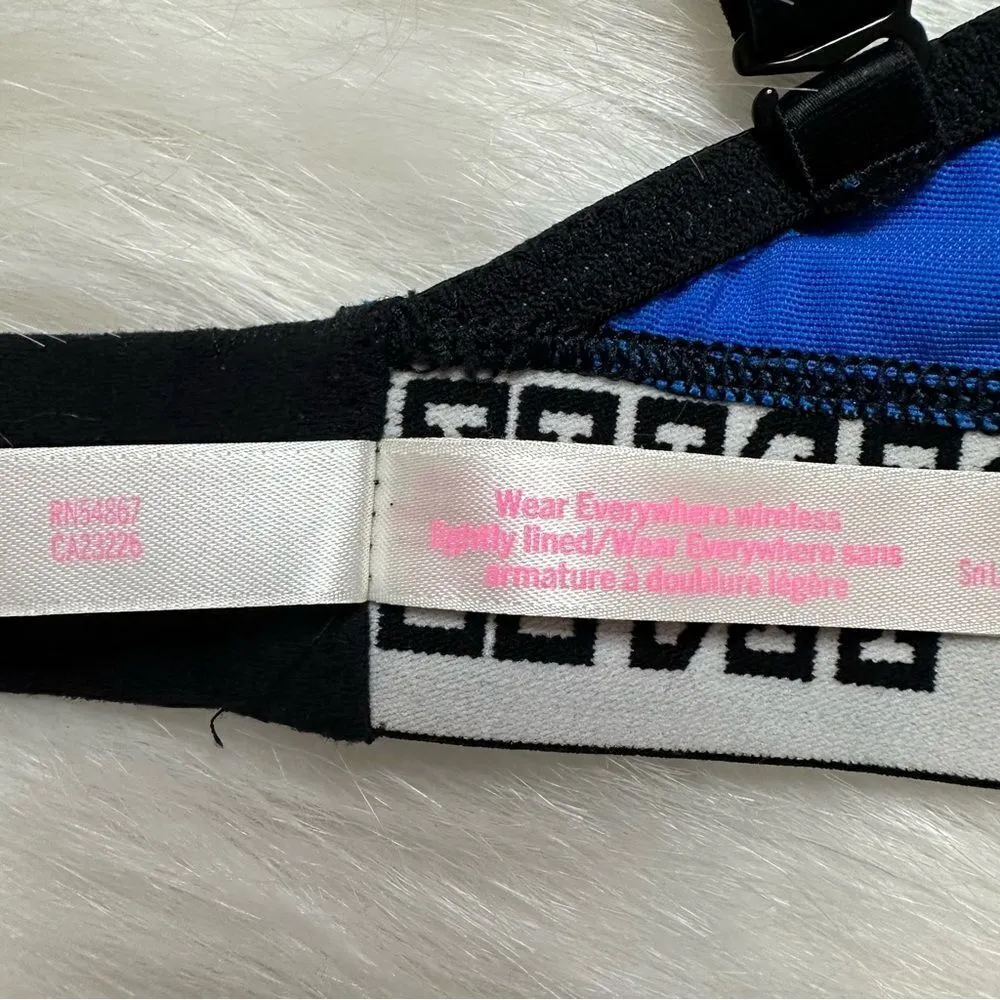 RN54867
CA23226
Wear Everywhere wireless
lightly lined/Wear Everywhere sans
armature à doublure légère